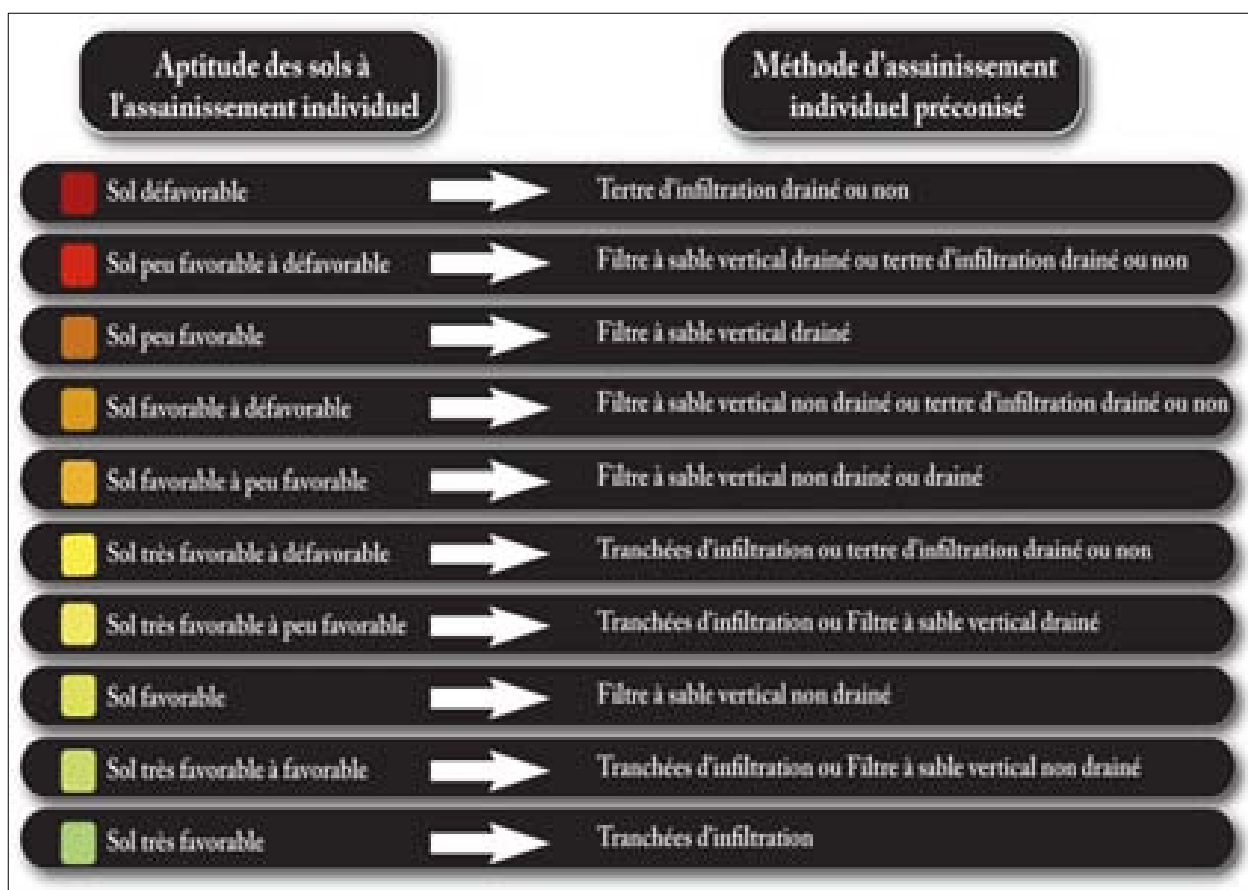 Aptitude des sols à
l'assainissement individuel
Méthode d'assainissement
individuel préconisé
Sol défavorable
Tertre d'infiltration drainé ou non
Sol peu favorable à défavorable
Filtre à sable vertical drainé ou tertre d'infiltration drainé ou non
Sol peu favorable
Filtre à sable vertical drainé
Sol favorable à défavorable
Filtre à sable vertical non drainé ou tertre d'infiltration drainé ou non
Sol favorable à peu favorable
Filtre à sable vertical non drainé ou drainé
Sol très favorable à défavorable
Tranchées d'infiltration ou tertre d'infiltration drainé ou non
Sol très favorable à peu favorable
Tranchées d'infiltration ou Filtre à sable vertical drainé
Sol favorable
Filtre à sable vertical non drainé
Sol très favorable à favorable
Tranchées d'infiltration ou Filtre à sable vertical non drainé
Sol très favorable
Tranchées d'infiltration